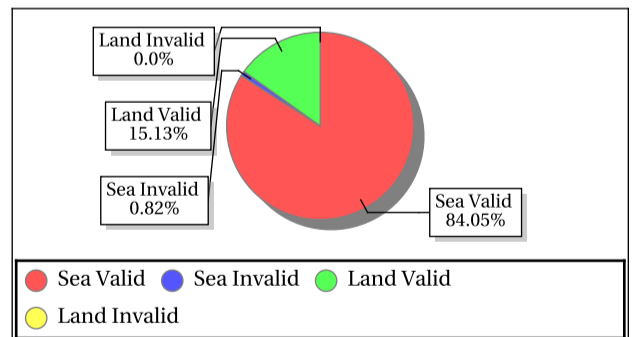 Land Invalid
0.0%
Land Valid
15.13%
Sea Invalid
0.82%
Sea Valid
84.05%
Sea Valid
Sea Invalid
Land Valid
Land Invalid